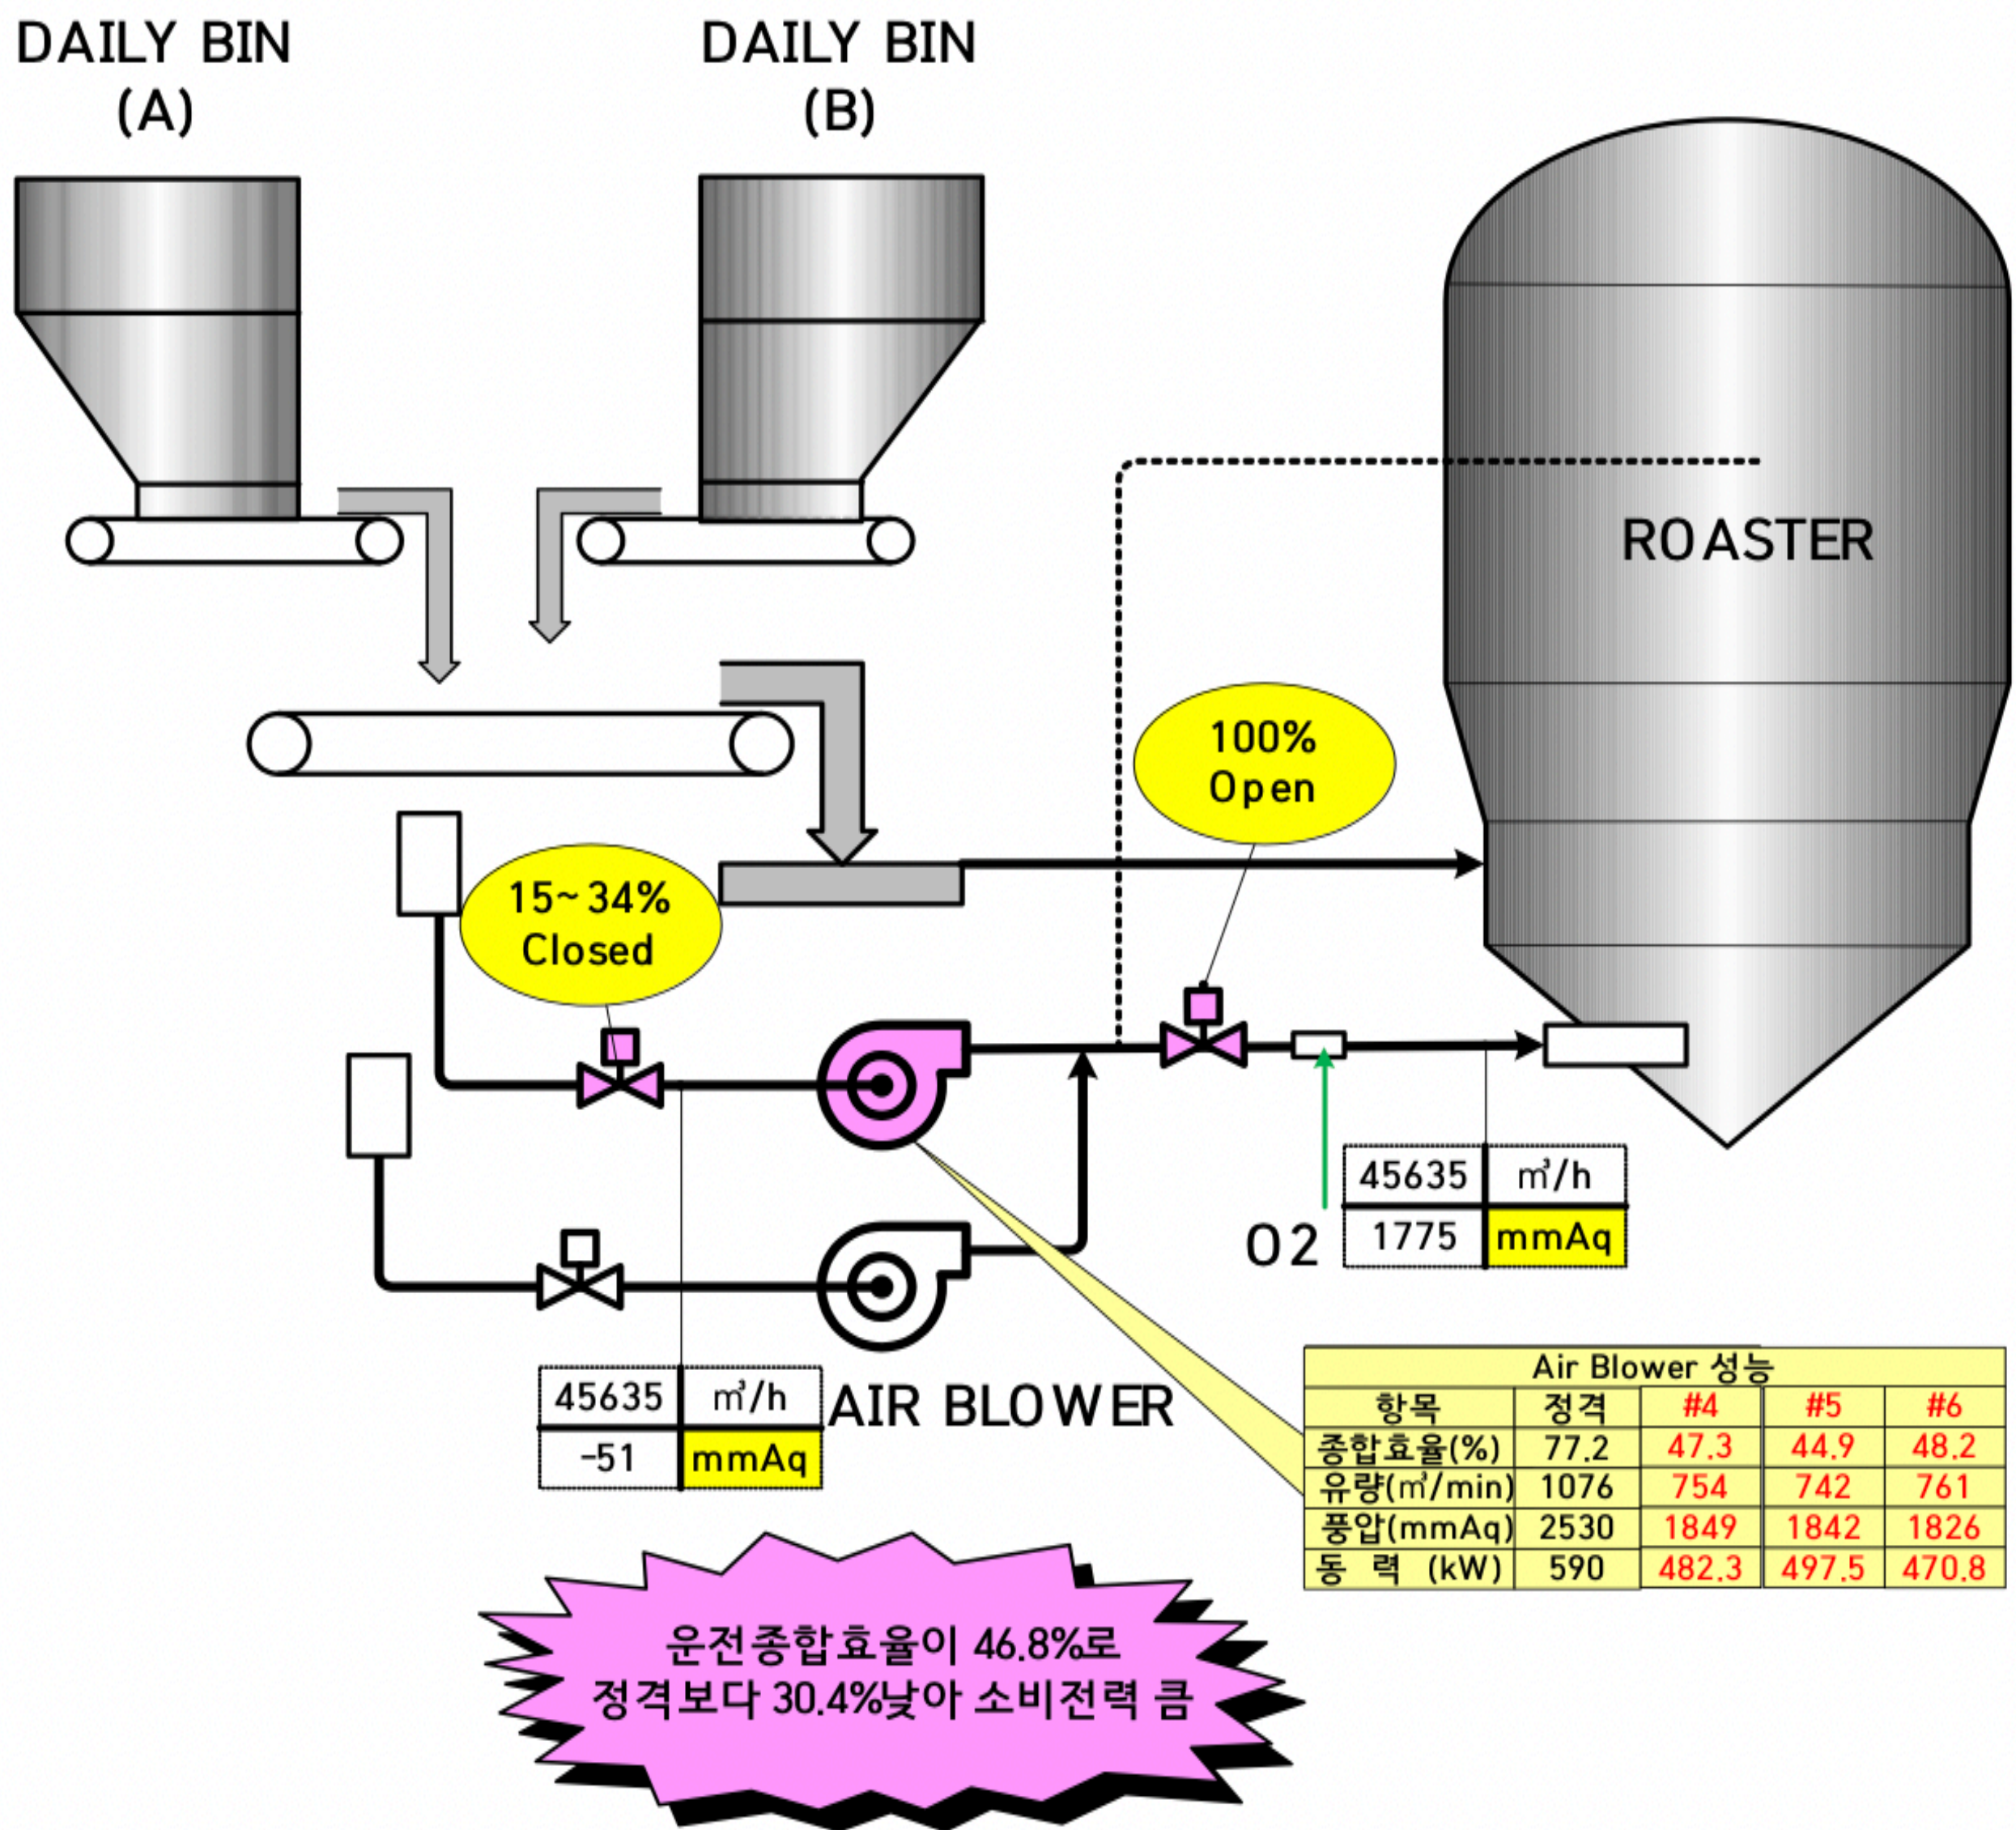 DAILY BIN
(A)
DAILY BIN
(B)
ROASTER
100%
Open
15~34%
Closed
45635 ㎥/h
1775 mmAq
O2
45635 ㎥/h
-51 mmAq
AIR BLOWER
Air Blower 성능
항목 정격 #4 #5 #6
종합효율(%) 77.2 47.3 44.9 48.2
유량(㎥/min) 1076 754 742 761
풍압(mmAq) 2530 1849 1842 1826
동 력 (kW) 590 482.3 497.5 470.8
운전종합효율이 46.8%로
정격보다 30.4%낮아 소비전력 큼